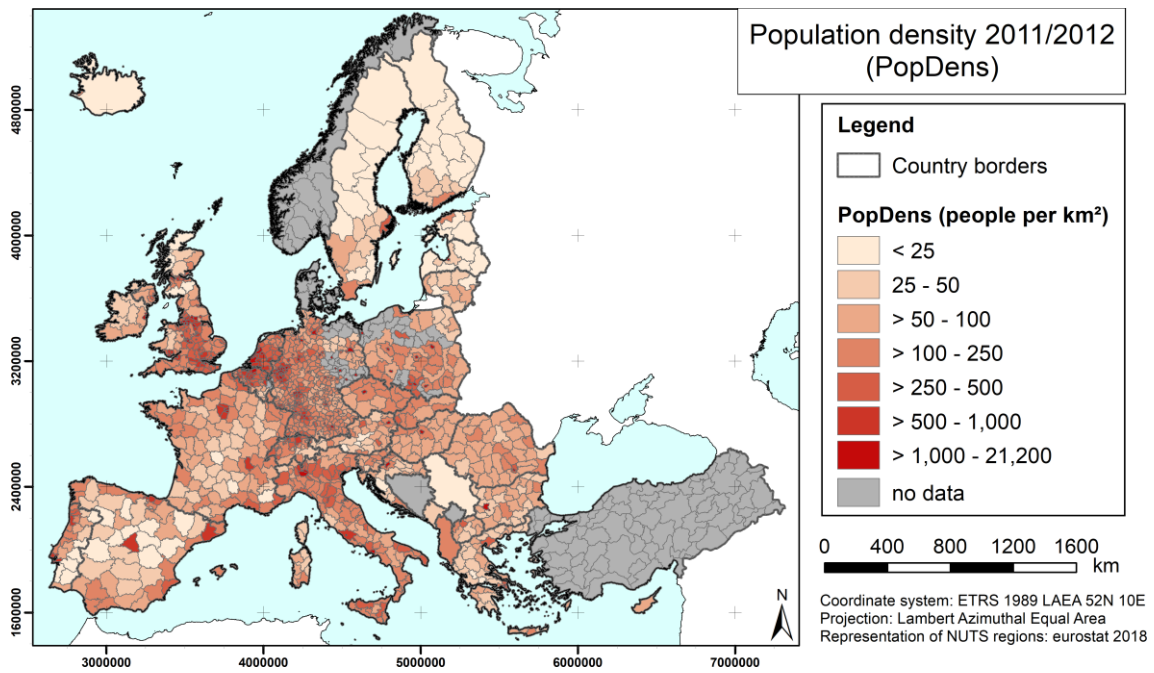 Population density 2011/2012
(PopDens)
Legend
Country borders
PopDens (people per km²)
< 25
25 - 50
> 50 - 100
> 100 - 250
> 250 - 500
> 500 - 1,000
> 1,000 - 21,200
no data
0 400 800 1200 1600
km
N
Coordinate system: ETRS 1989 LAEA 52N 10E
Projection: Lambert Azimuthal Equal Area
Representation of NUTS regions: eurostat 2018
4800000
4000000
3200000
2400000
1600000
3000000 4000000 5000000 6000000 7000000